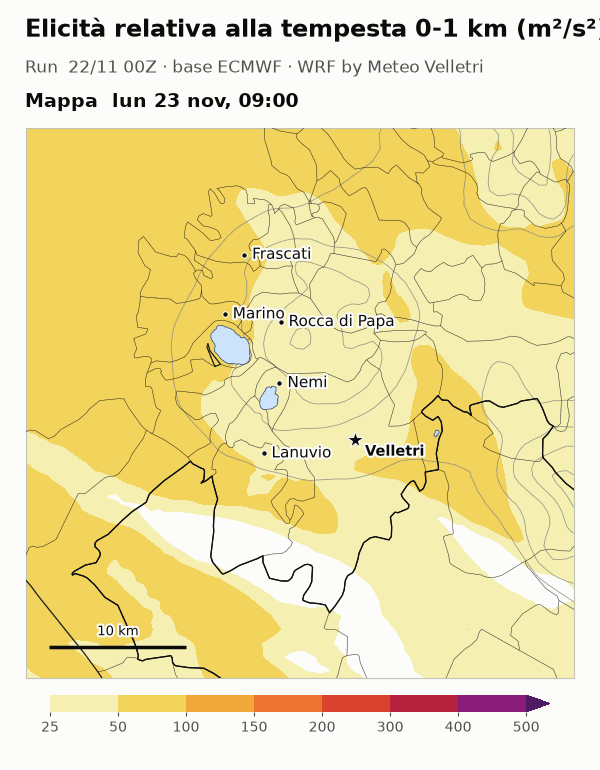 Elicità relativa alla tempesta 0-1 km (m²/s²)
Run 22/11 00Z · base ECMWF · WRF by Meteo Velletri
Mappa lun 23 nov, 09:00
Frascati
Marino
Rocca di Papa
Nemi
Velletri
Lanuvio
10 km
25 50 100 150 200 300 400 500